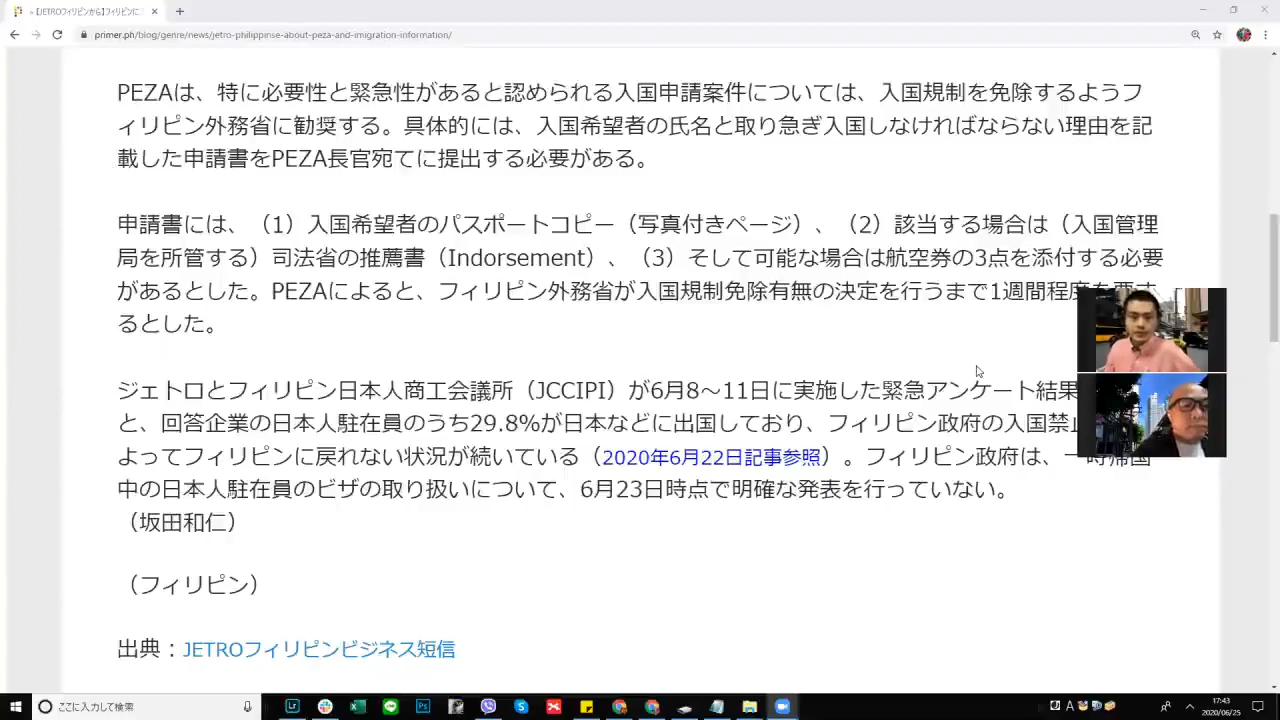 »【JETROフィリピンから】フィリピンに
primer.ph/blog/genre/news/jetro-philippinse-about-peza-and-imigration-information/
PEZAは、特に必要性と緊急性があると認められる入国申請案件については、入国規制を免除するようフ
ィリピン外務省に勧奨する。具体的には、入国希望者の氏名と取り急ぎ入国しなければならない理由を記
載した申請書をPEZA長官宛てに提出する必要がある。
申請書には、（1）入国希望者のパスポートコピー（写真付きページ）、（2）該当する場合は（入国管理
局を所管する）司法省の推薦書（Indorsement）、（3）そして可能な場合は航空券の3点を添付する必要
があるとした。PEZAによると、フィリピン外務省が入国規制免除有無の決定を行うまで1週間程度を要す
るとした。
ジェトロとフィリピン日本人商工会議所（JCCIPI）が6月8～11日に実施した緊急アンケート結果
と、回答企業の日本人駐在員のうち29.8%が日本などに出国しており、フィリピン政府の入国禁止
よってフィリピンに戻れない状況が続いている（2020年6月22日記事参照）。フィリピン政府は、一時帰国
中の日本人駐在員のビザの取り扱いについて、6月23日時点で明確な発表を行っていない。
（坂田和仁）
（フィリピン）
出典：JETROフィリピンビジネス短信
ここに入力して検索
17:43
2020/06/25